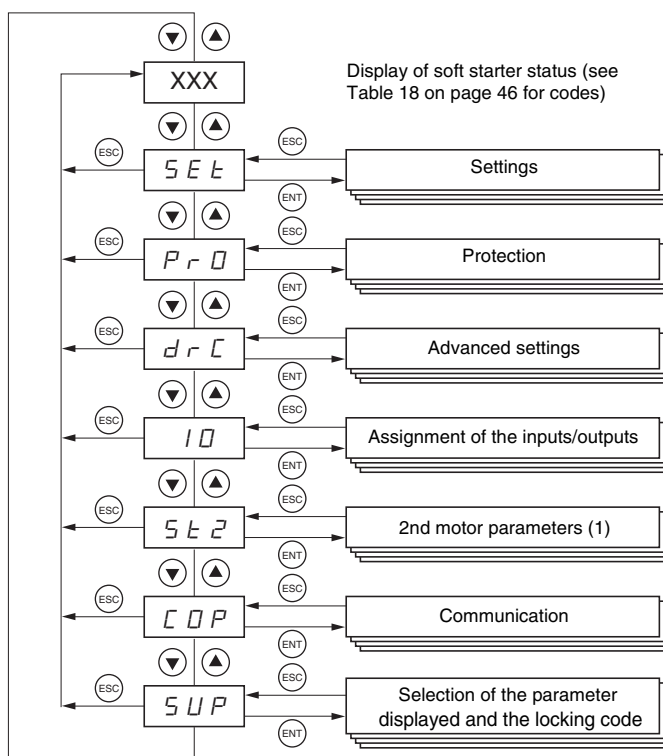 XXX
Display of soft starter status (see
Table 18 on page 46 for codes)
ESC
SEt
ESC
ENT
Settings
ESC
PrO
ESC
ENT
Protection
ESC
drC
ESC
ENT
Advanced settings
ESC
IO
ESC
ENT
Assignment of the inputs/outputs
ESC
St2
ESC
ENT
2nd motor parameters (1)
ESC
COP
ESC
ENT
Communication
ESC
SUP
ESC
ENT
Selection of the parameter
displayed and the locking code